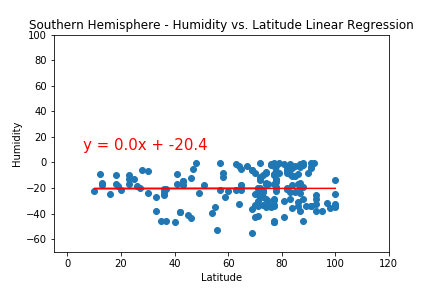 Southern Hemisphere - Humidity vs. Latitude Linear Regression
100
80
60
40
20
0
−20
−40
−60
Humidity
y = 0.0x + -20.4
0 20 40 60 80 100 120
Latitude